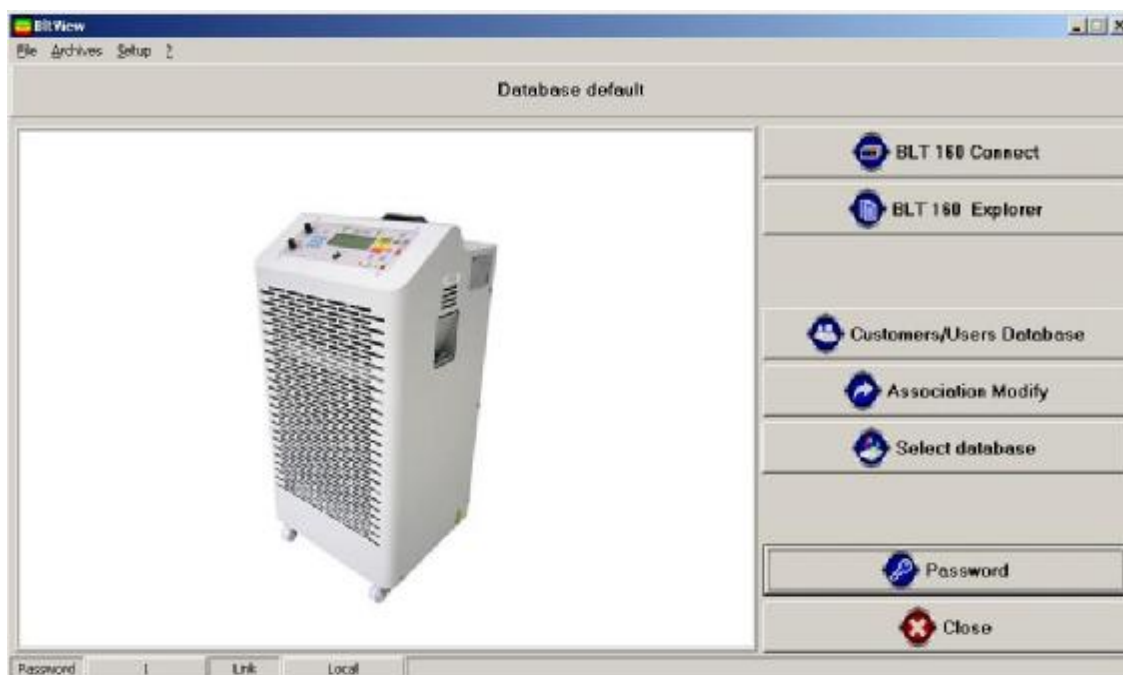 BltView
File Archives Setup ?
Database default
BLT 160 Connect
BLT 160 Explorer
Customers/Users Database
Association Modify
Select database
Password
Close
Password 1 Link Local